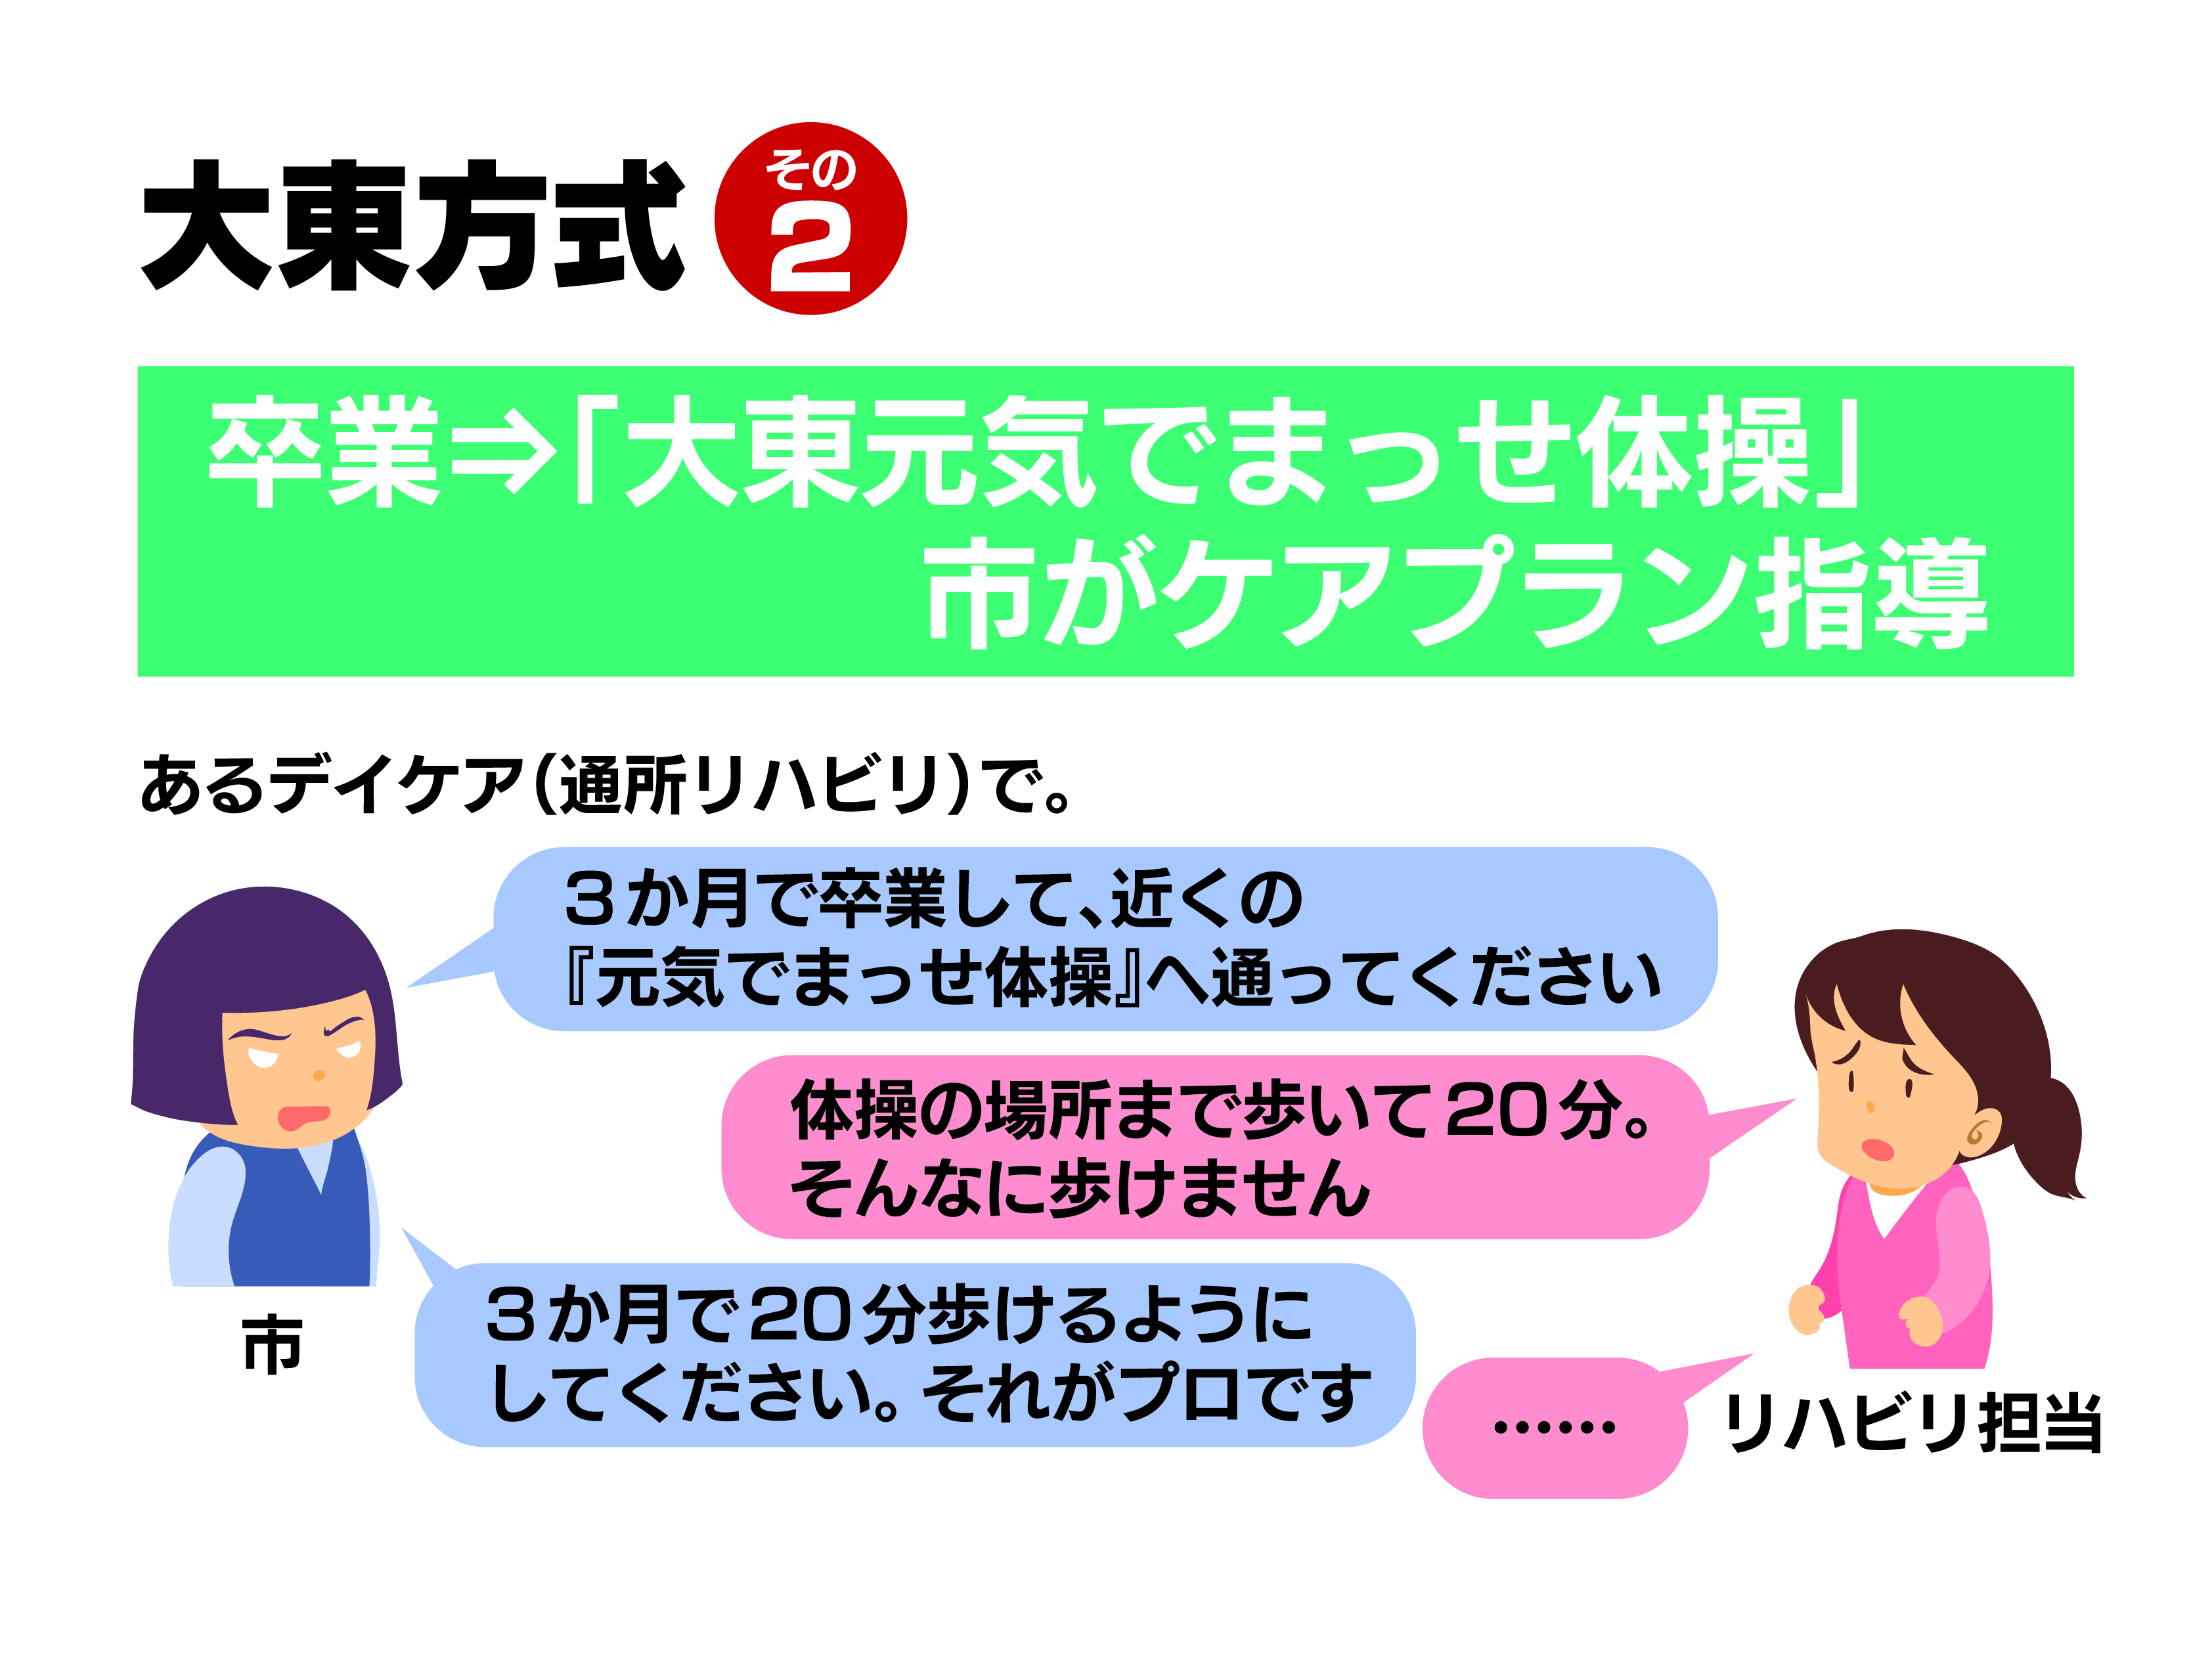 大東方式
その
2
卒業⇒「大東元気でまっせ体操」
市がケアプラン指導
あるデイケア(通所リハビリ)で。
3か月で卒業して、近くの
『元気でまっせ体操』へ通ってください
体操の場所まで歩いて20分。
そんなに歩けません
3か月で20分歩けるように
してください。それがプロです
市
……
リハビリ担当